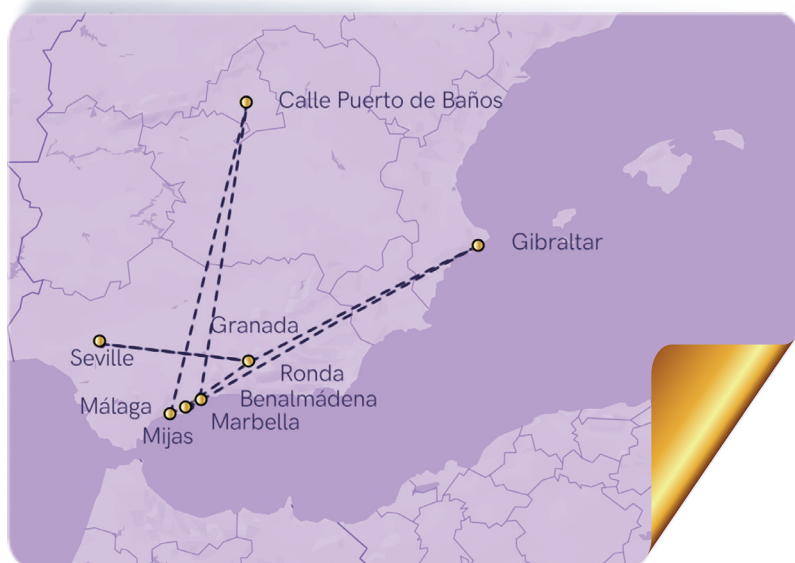 Calle Puerto de Baños
Gibraltar
Granada
Seville
Ronda
Benalmádena
Málaga
Marbella
Mijas